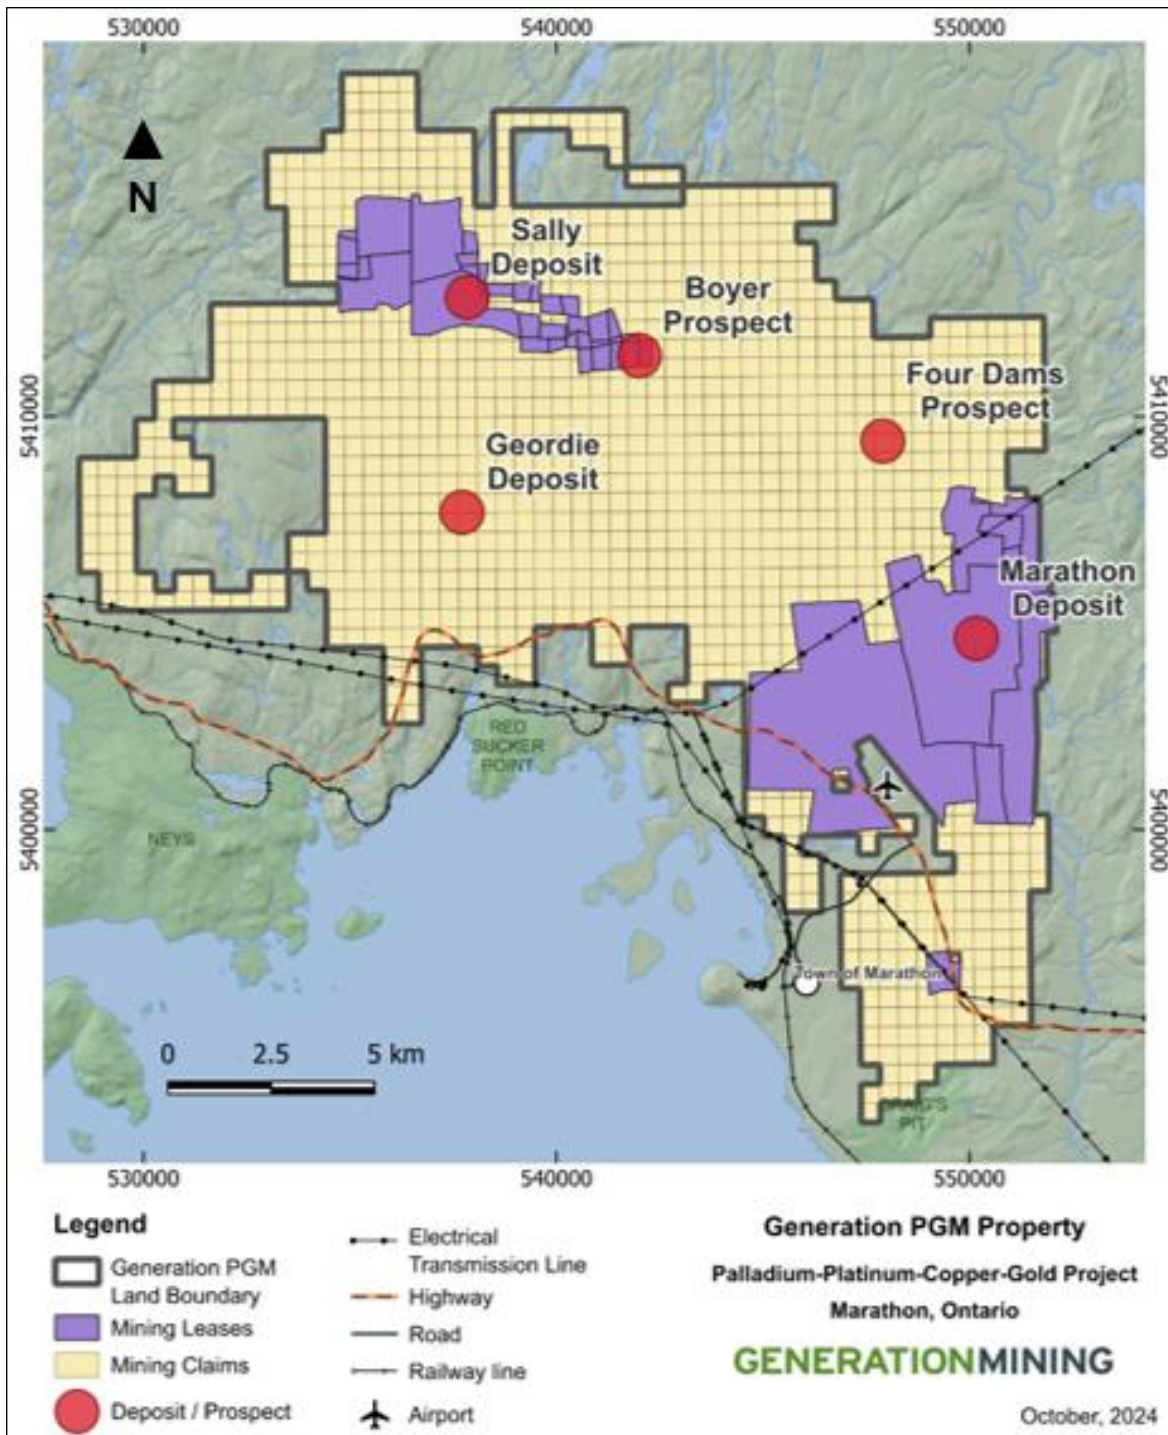 530000
540000
550000
N
Sally
Deposit
Boyer
Prospect
Four Dams
Prospect
5410000
5410000
Geordie
Deposit
Marathon
Deposit
RED
SUCKER
POINT
NEYS
5400000
5400000
Town of Marathon
0 2.5 5 km
PIT
530000
540000
550000
Legend
Generation PGM
Land Boundary
Mining Leases
Mining Claims
Deposit / Prospect
Electrical
Transmission Line
Highway
Road
Railway line
Airport
Generation PGM Property
Palladium-Platinum-Copper-Gold Project
Marathon, Ontario
GENERATIONMINING
October, 2024